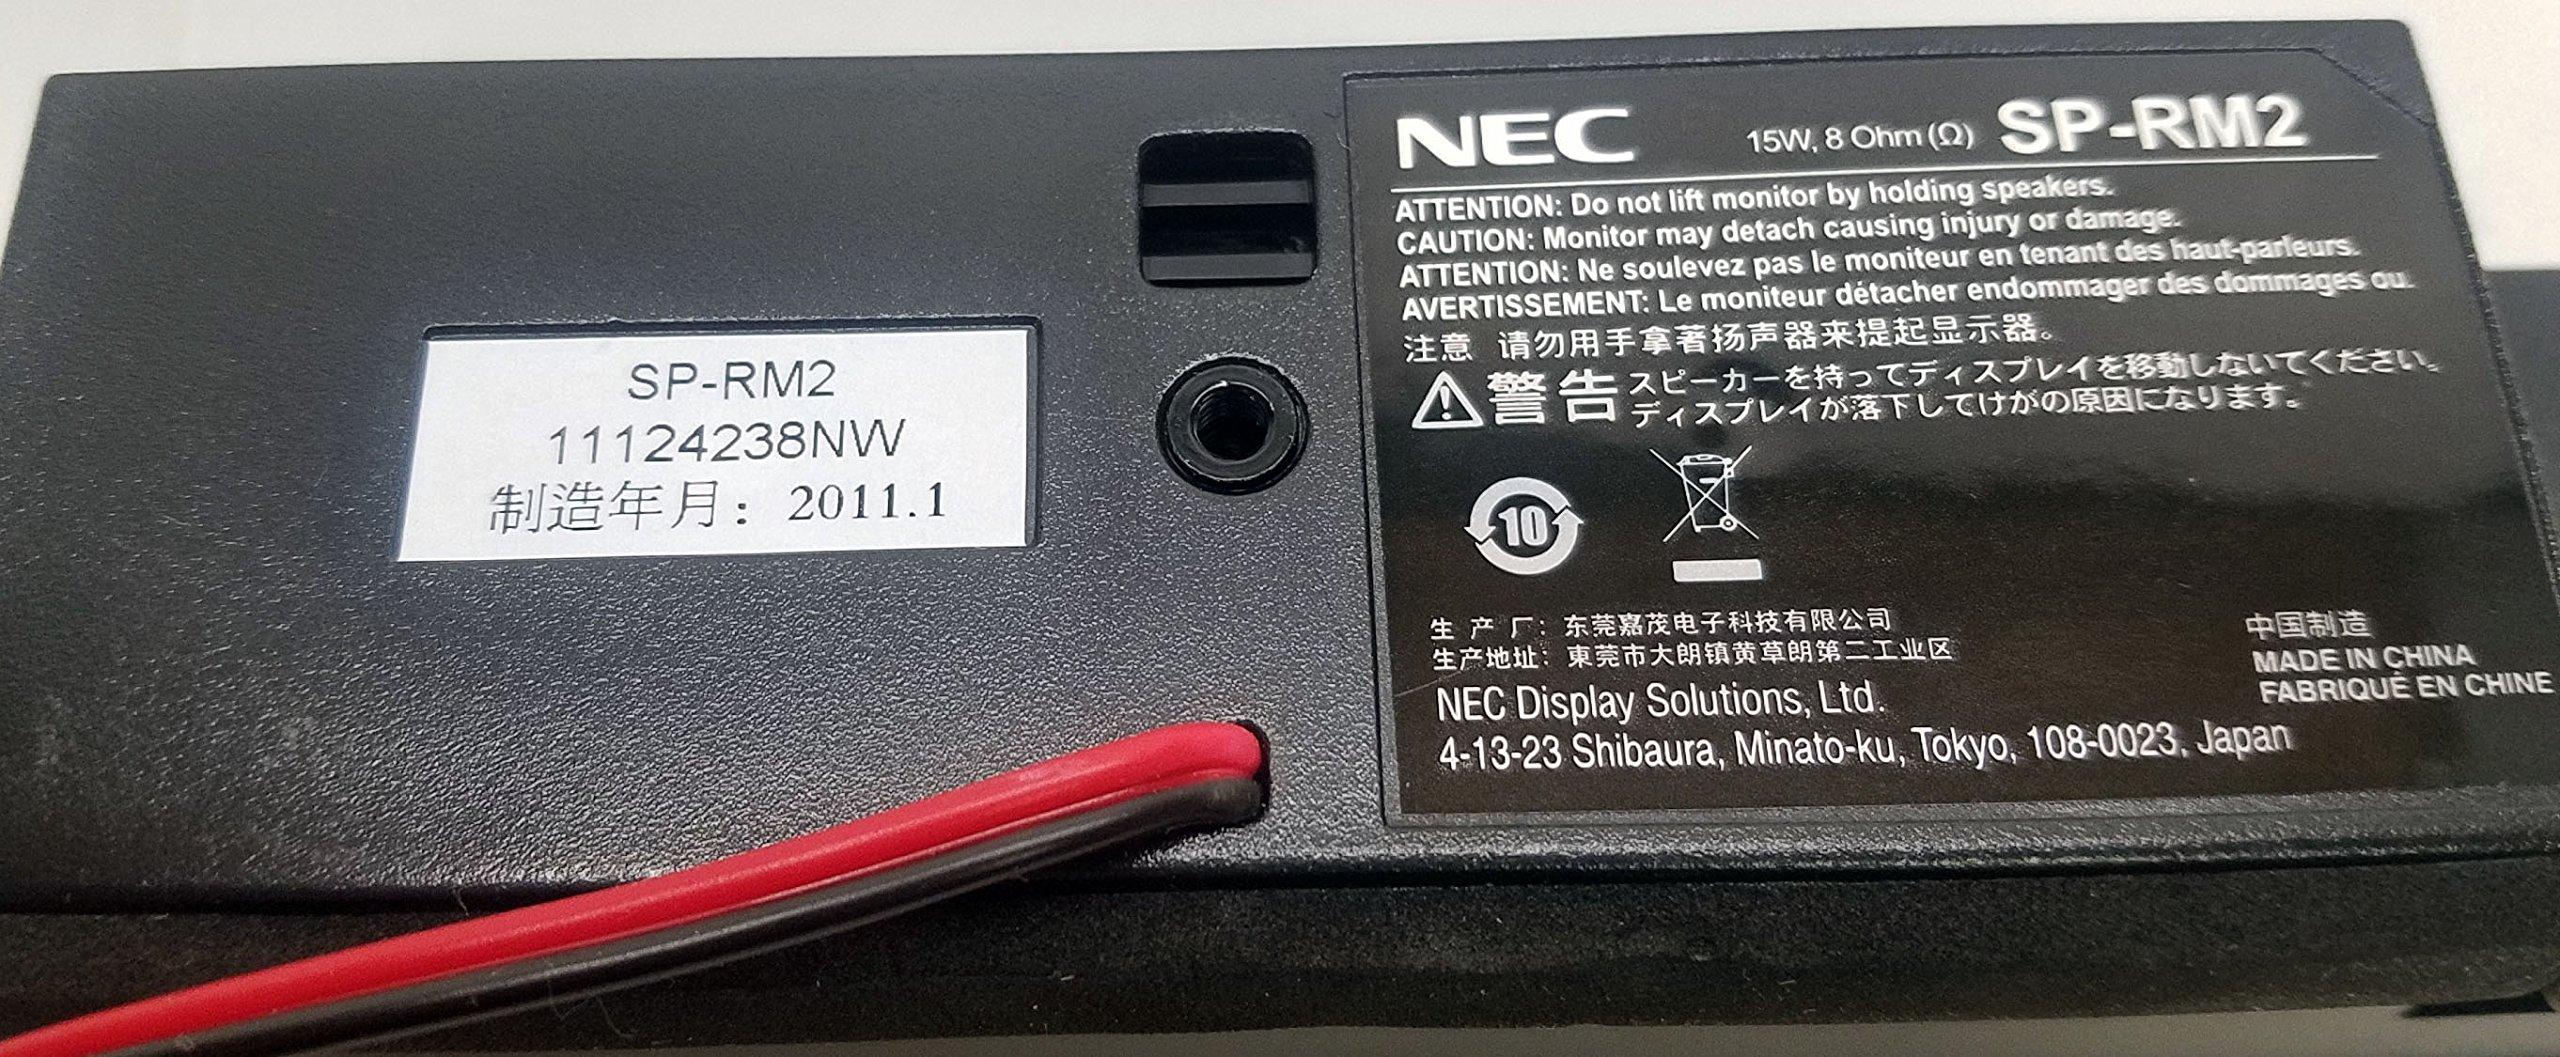 SP-RM2
11124238NW
制造年月：2011.1
NEC 15W, 8 Ohm (Ω) SP-RM2
ATTENTION: Do not lift monitor by holding speakers.
CAUTION: Monitor may detach causing injury or damage.
ATTENTION: Ne soulevez pas le moniteur en tenant des haut-parleurs.
AVERTISSEMENT: Le moniteur détacher endommager des dommages ou.
注意 请勿用手拿著扬声器来提起显示器。
警告 スピーカーを持ってディスプレイを移動しないてください。
ディスプレイが落下してけがの原因になります。
10
生产厂：东莞嘉茂电子科技有限公司
生产地址：東莞市大朗镇黄草朗第二工业区
中国制造
MADE IN CHINA
FABRIQUÉ EN CHINE
NEC Display Solutions, Ltd.
4-13-23 Shibaura, Minato-ku, Tokyo, 108-0023, Japan